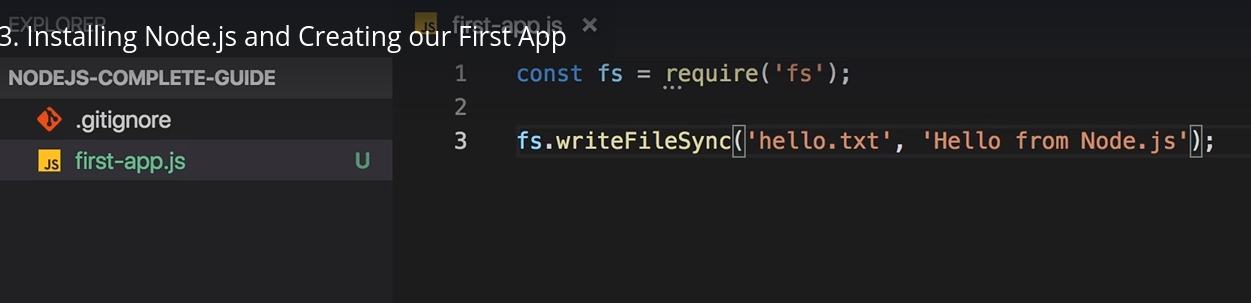 EXPLORER
first-app.js
3. Installing Node.js and Creating our First App
NODEJS-COMPLETE-GUIDE
.gitignore
JS first-app.js U
1 const fs = require('fs');
2
3 fs.writeFileSync('hello.txt', 'Hello from Node.js');